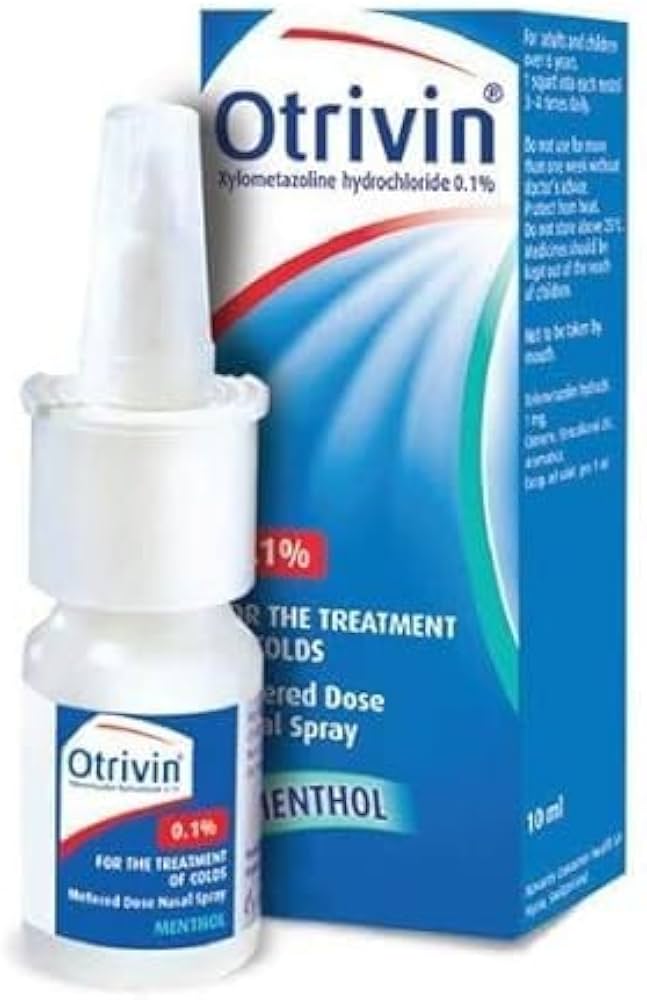 Otrivin®
Xylometazoline hydrochloride 0.1%
.1%
R THE TREATMENT
OLDS
ered Dose
al Spray
MENTHOL
For adults and children
over 6 years.
1 squirt into each nostril
3-4 times daily.
Do not use for more
than one week without
doctor's advice.
Protect from heat.
Do not store above 25°C
Medicines should be
kept out of the reach
of children.
Not to be taken by
mouth.
1 mg
10 ml
Otrivin®
0.1%
FOR THE TREATMENT
OF COLDS
Metered Dose Nasal Spray
MENTHOL